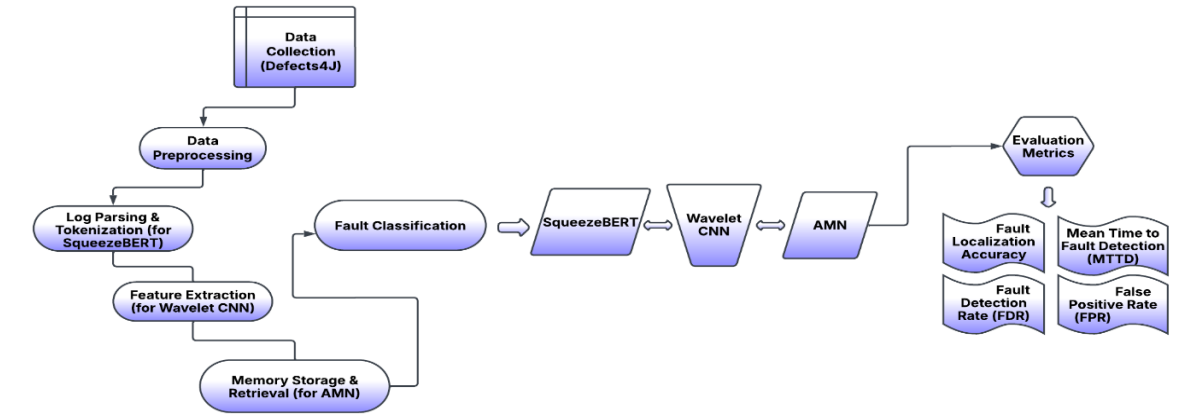 Data
Collection
(Defects4J)
Data
Preprocessing
Log Parsing &
Tokenization (for
SqueezeBERT)
Feature Extraction
(for Wavelet CNN)
Memory Storage &
Retrieval (for AMN)
Fault Classification
SqueezeBERT
Wavelet
CNN
AMN
Evaluation
Metrics
Fault
Localization
Accuracy
Mean Time to
Fault Detection
(MTTD)
Fault
Detection
Rate (FDR)
False
Positive Rate
(FPR)